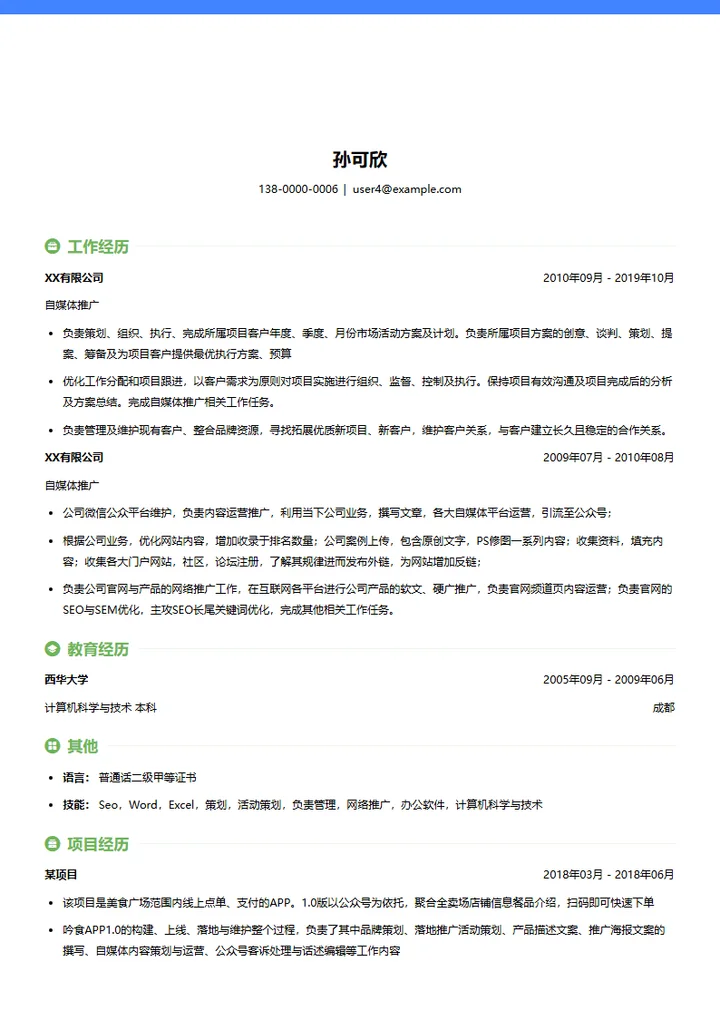 孙可欣
138-0000-0006 | user4@example.com
工作经历
XX有限公司 2010年09月 - 2019年10月
自媒体推广
• 负责策划、组织、执行、完成所属项目客户年度、季度、月份市场活动方案及计划。负责所属项目方案的创意、谈判、策划、提
案、筹备及为项目客户提供最优执行方案、预算
• 优化工作分配和项目跟进，以客户需求为原则对项目实施进行组织、监督、控制及执行。保持项目有效沟通及项目完成后的分析
及方案总结。完成自媒体推广相关工作任务。
• 负责管理及维护现有客户、整合品牌资源，寻找拓展优质新项目、新客户，维护客户关系，与客户建立长久且稳定的合作关系。
XX有限公司 2009年07月 - 2010年08月
自媒体推广
• 公司微信公众平台维护，负责内容运营推广，利用当下公司业务，撰写文章，各大自媒体平台运营，引流至公众号；
• 根据公司业务，优化网站内容，增加收录于排名数量；公司案例上传，包含原创文字，PS修图一系列内容；收集资料，填充内
容；收集各大门户网站，社区，论坛注册，了解其规律进而发布外链，为网站增加反链；
• 负责公司官网与产品的网络推广工作，在互联网各平台进行公司产品的软文、硬广推广，负责官网频道页内容运营；负责官网的
SEO与SEM优化，主攻SEO长尾关键词优化，完成其他相关工作任务。
教育经历
西华大学 2005年09月 - 2009年06月
计算机科学与技术 本科 成都
其他
• 语言： 普通话二级甲等证书
• 技能： Seo，Word，Excel，策划，活动策划，负责管理，网络推广，办公软件，计算机科学与技术
项目经历
某项目 2018年03月 - 2018年06月
• 该项目是美食广场范围内线上点单、支付的APP。1.0版以公众号为依托，聚合全卖场店铺信息餐品介绍，扫码即可快速下单
• 吟食APP1.0的构建、上线、落地与维护整个过程，负责了其中品牌策划、落地推广活动策划、产品描述文案、推广海报文案的
撰写、自媒体内容策划与运营、公众号客诉处理与话述编辑等工作内容